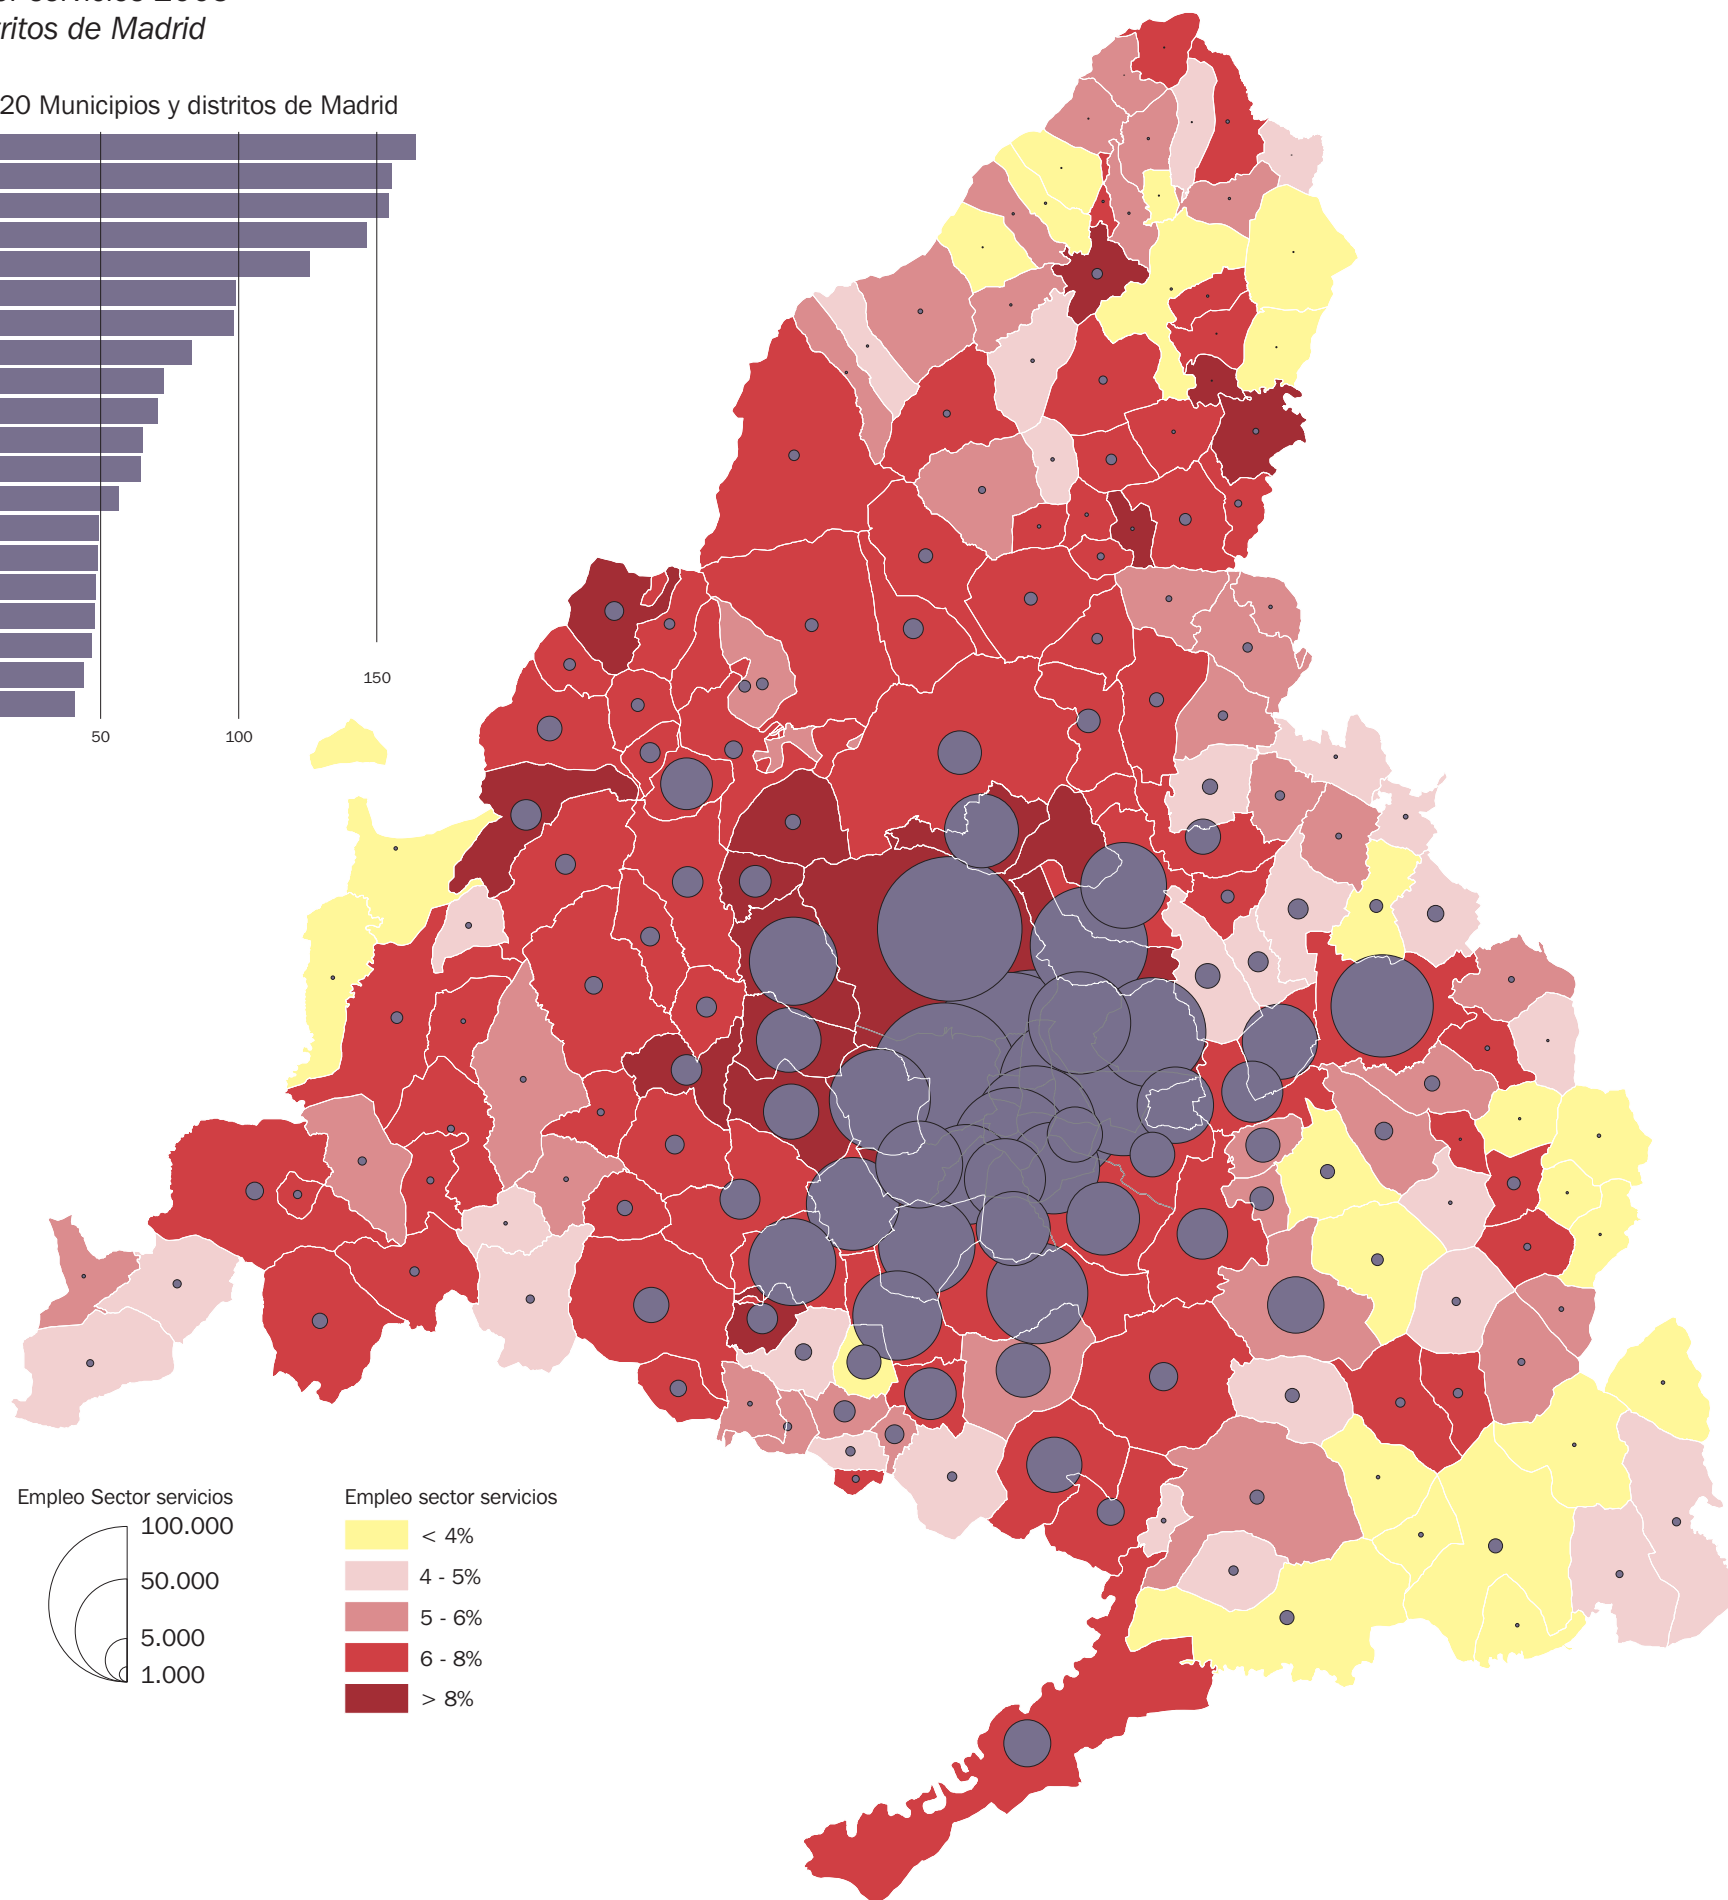 ritos de Madrid
20 Municipios y distritos de Madrid
150
50
100
Empleo Sector servicios
100.000
50.000
5.000
1.000
Empleo sector servicios
< 4%
4 - 5%
5 - 6%
6 - 8%
> 8%